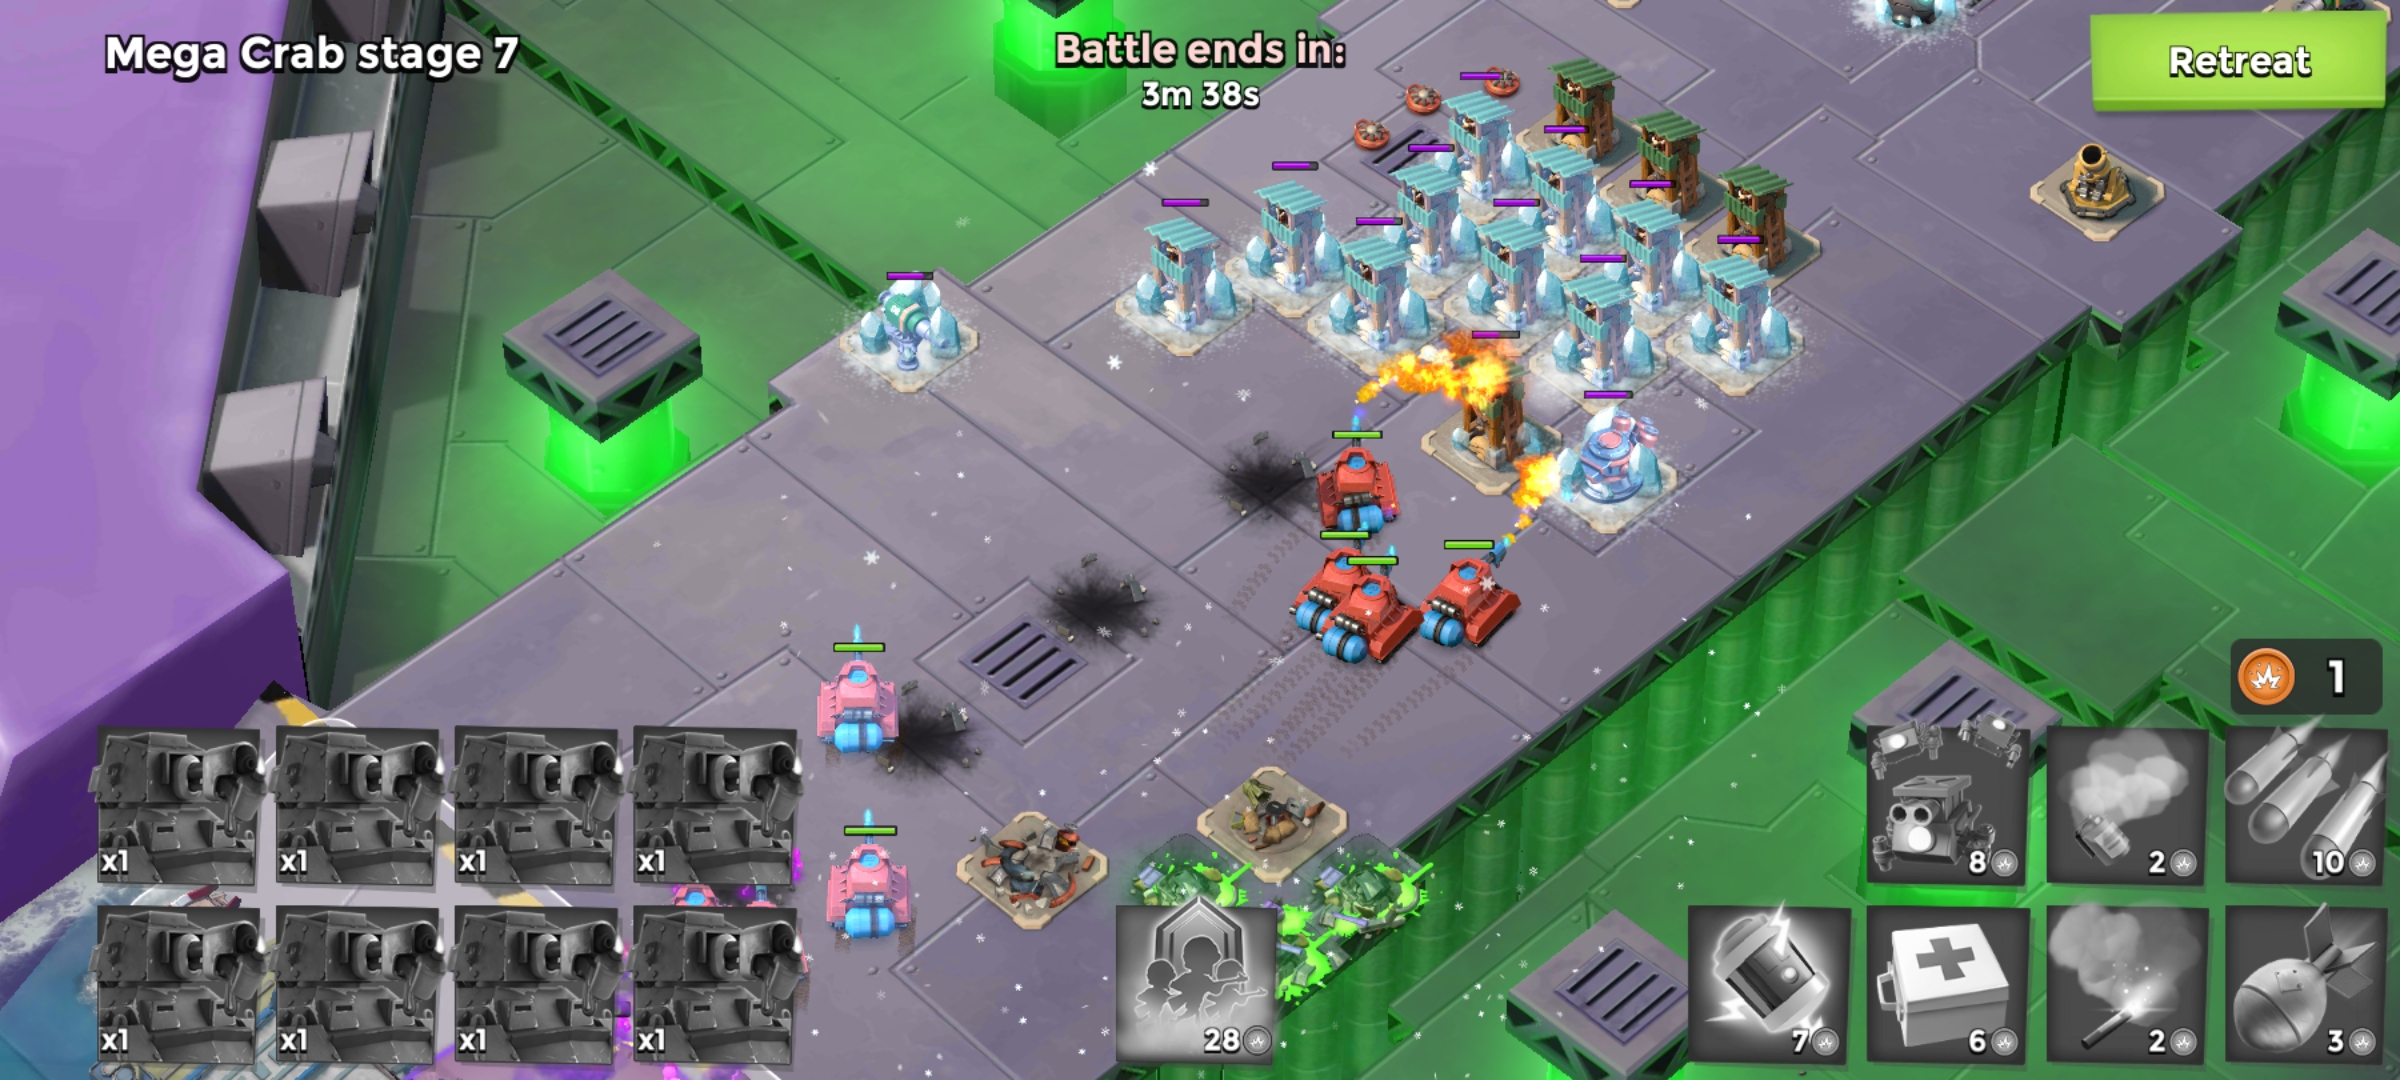 Mega Crab stage 7
Battle ends in:
3m 38s
Retreat
1
x1
x1
x1
x1
8
2
10
x1
x1
x1
x1
28
7
6
2
3